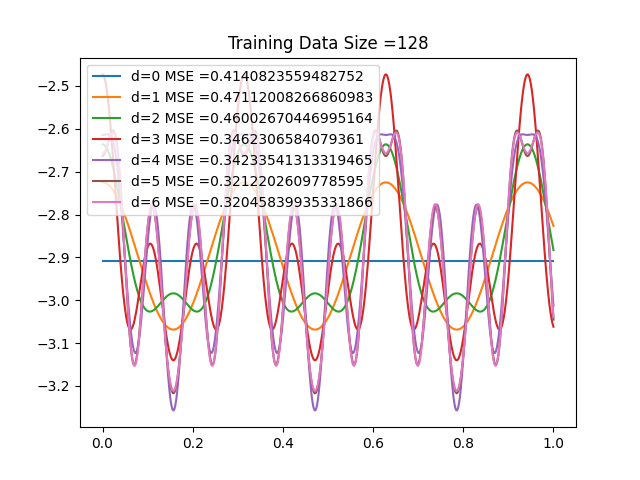 Training Data Size =128
d=0 MSE =0.4140823559482752
d=1 MSE =0.47112008266860983
d=2 MSE =0.46002670446995164
d=3 MSE =0.3462306584079361
d=4 MSE =0.34233541313319465
d=5 MSE =0.3212202609778595
d=6 MSE =0.32045839935331866
−2.5
−2.6
−2.7
−2.8
−2.9
−3.0
−3.1
−3.2
0.0 0.2 0.4 0.6 0.8 1.0